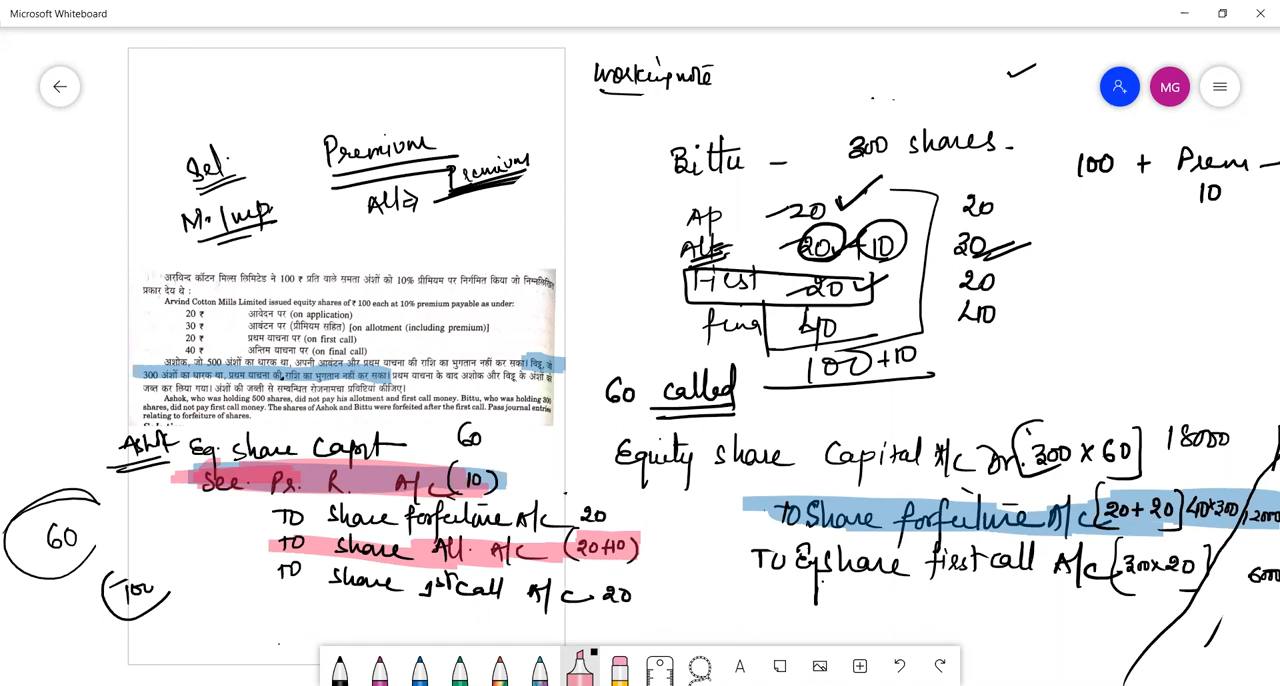 Microsoft Whiteboard
MG
Sel.
M. Imp
Premium
All⇒ Premium
अरविन्द कॉटन मिल्स लिमिटेड ने 100 ₹ प्रति वाले समता अंशों को 10% प्रीमियम पर निर्गमित किया जो निम्नलिखित
प्रकार देय थे :
Arvind Cotton Mills Limited issued equity shares of ₹ 100 each at 10% premium payable as under:
20 ₹ आवेदन पर (on application)
30 ₹ आबंटन पर (प्रीमियम सहित) [on allotment (including premium)]
20 ₹ प्रथम याचना पर (on first call)
40 ₹ अन्तिम याचना पर (on final call)
अशोक, जो 500 अंशों का धारक था, अपनी आबंटन और प्रथम याचना की राशि का भुगतान नहीं कर सका। बिट्टू, जो
300 अंशों का धारक था, प्रथम याचना की राशि का भुगतान नहीं कर सका। प्रथम याचना के बाद अशोक और बिट्टू के अंशों को
जब्त कर लिया गया। अंशों की जब्ती से सम्बन्धित रोजनामचा प्रविष्टियां कीजिए।
Ashok, who was holding 500 shares, did not pay his allotment and first call money. Bittu, who was holding 300
shares, did not pay first call money. The shares of Ashok and Bittu were forfeited after the first call. Pass journal entries
relating to forfeiture of shares.
Ashok Eq. share Capt 60
Sec. Pr. R. A/C (10)
TO share forfeiture A/C 20
TO share All. A/C (20+10)
TO share 1st call A/C 20
60
100
Working note
Bittu - 300 shares -
100 + Prem -
10
Ap - 20 20
All - 20 + 10 30
First - 20 20
final 40 40
100 + 10
60 called
Equity share Capital A/C Dr. [300 × 60] 18000
TO share forfeiture A/C [20 + 20] 40*300
TO Eq share first call A/C [300 × 20]
A